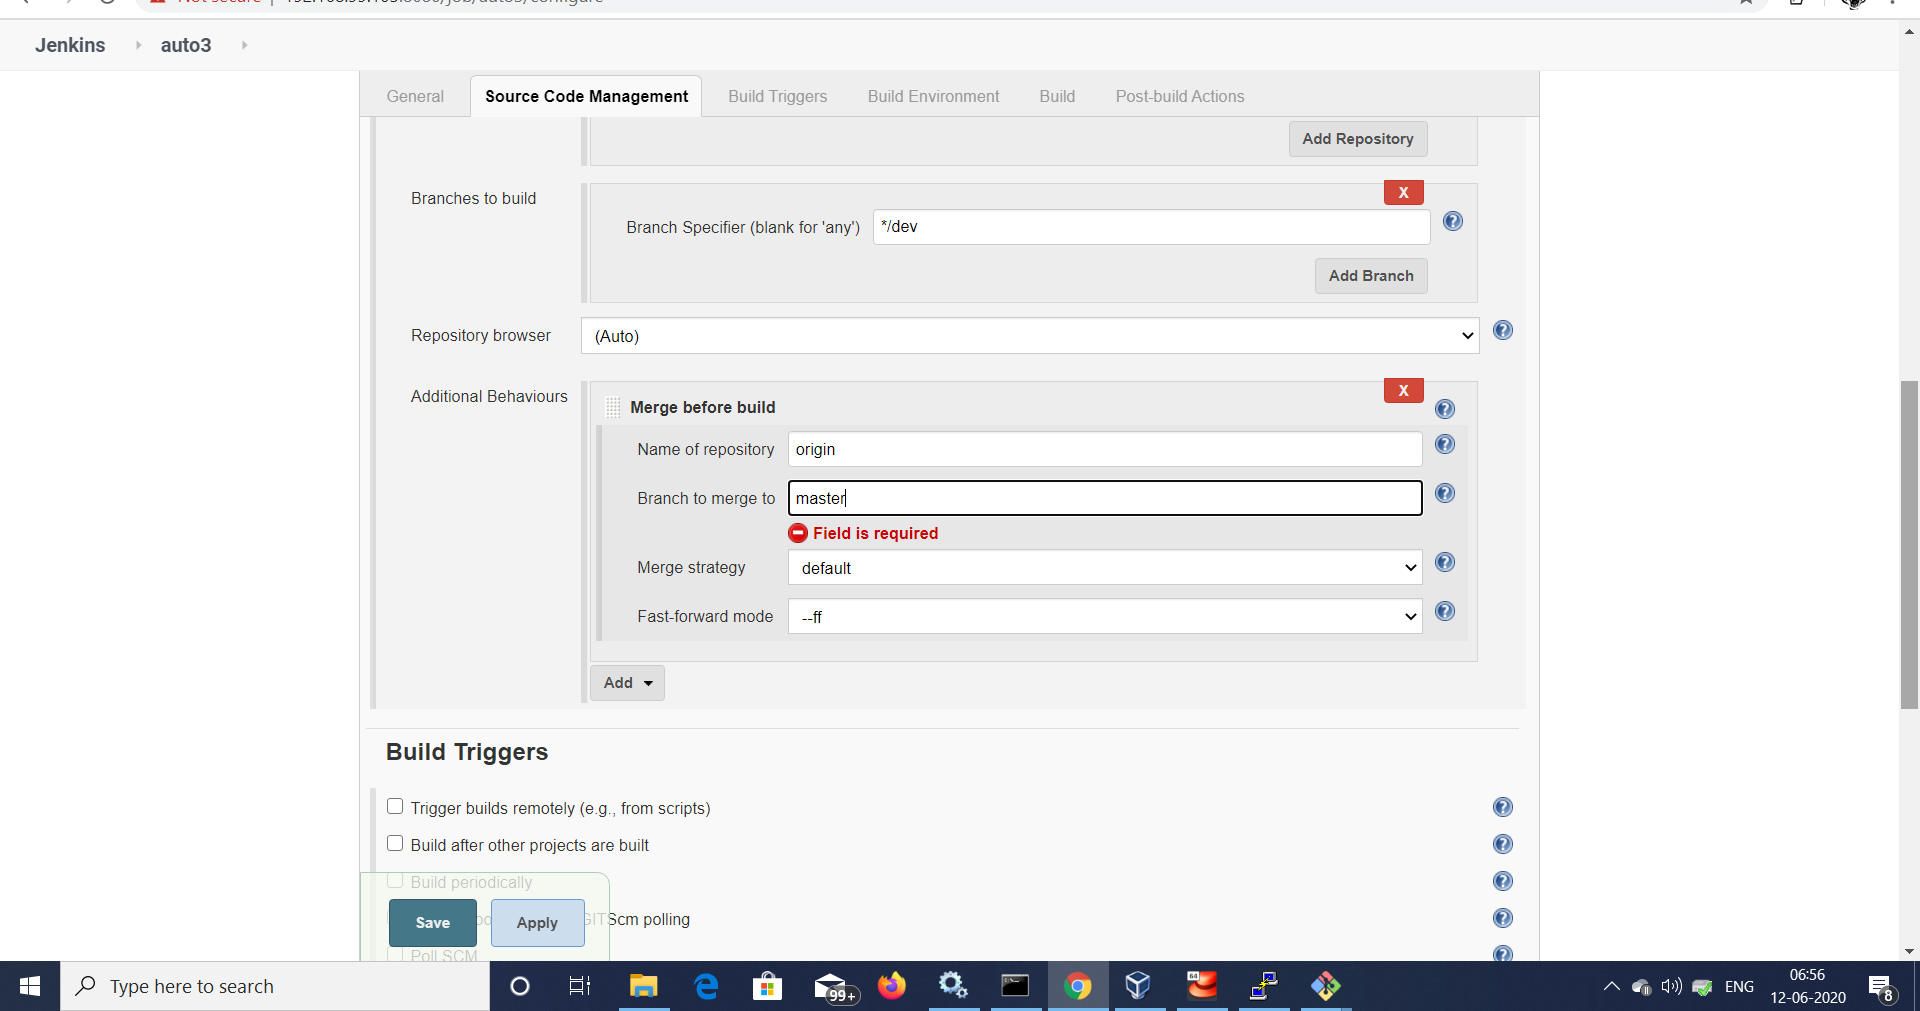 Jenkins
auto3
General
Source Code Management
Build Triggers
Build Environment
Build
Post-build Actions
Add Repository
Branches to build
X
Branch Specifier (blank for 'any')
*/dev
Add Branch
Repository browser
(Auto)
Additional Behaviours
X
Merge before build
Name of repository
origin
Branch to merge to
master
Field is required
Merge strategy
default
Fast-forward mode
--ff
Add
Build Triggers
Trigger builds remotely (e.g., from scripts)
Build after other projects are built
Build periodically
Scm polling
Save
Apply
Poll SCM
Type here to search
99+
64
ENG
06:56
12-06-2020
8